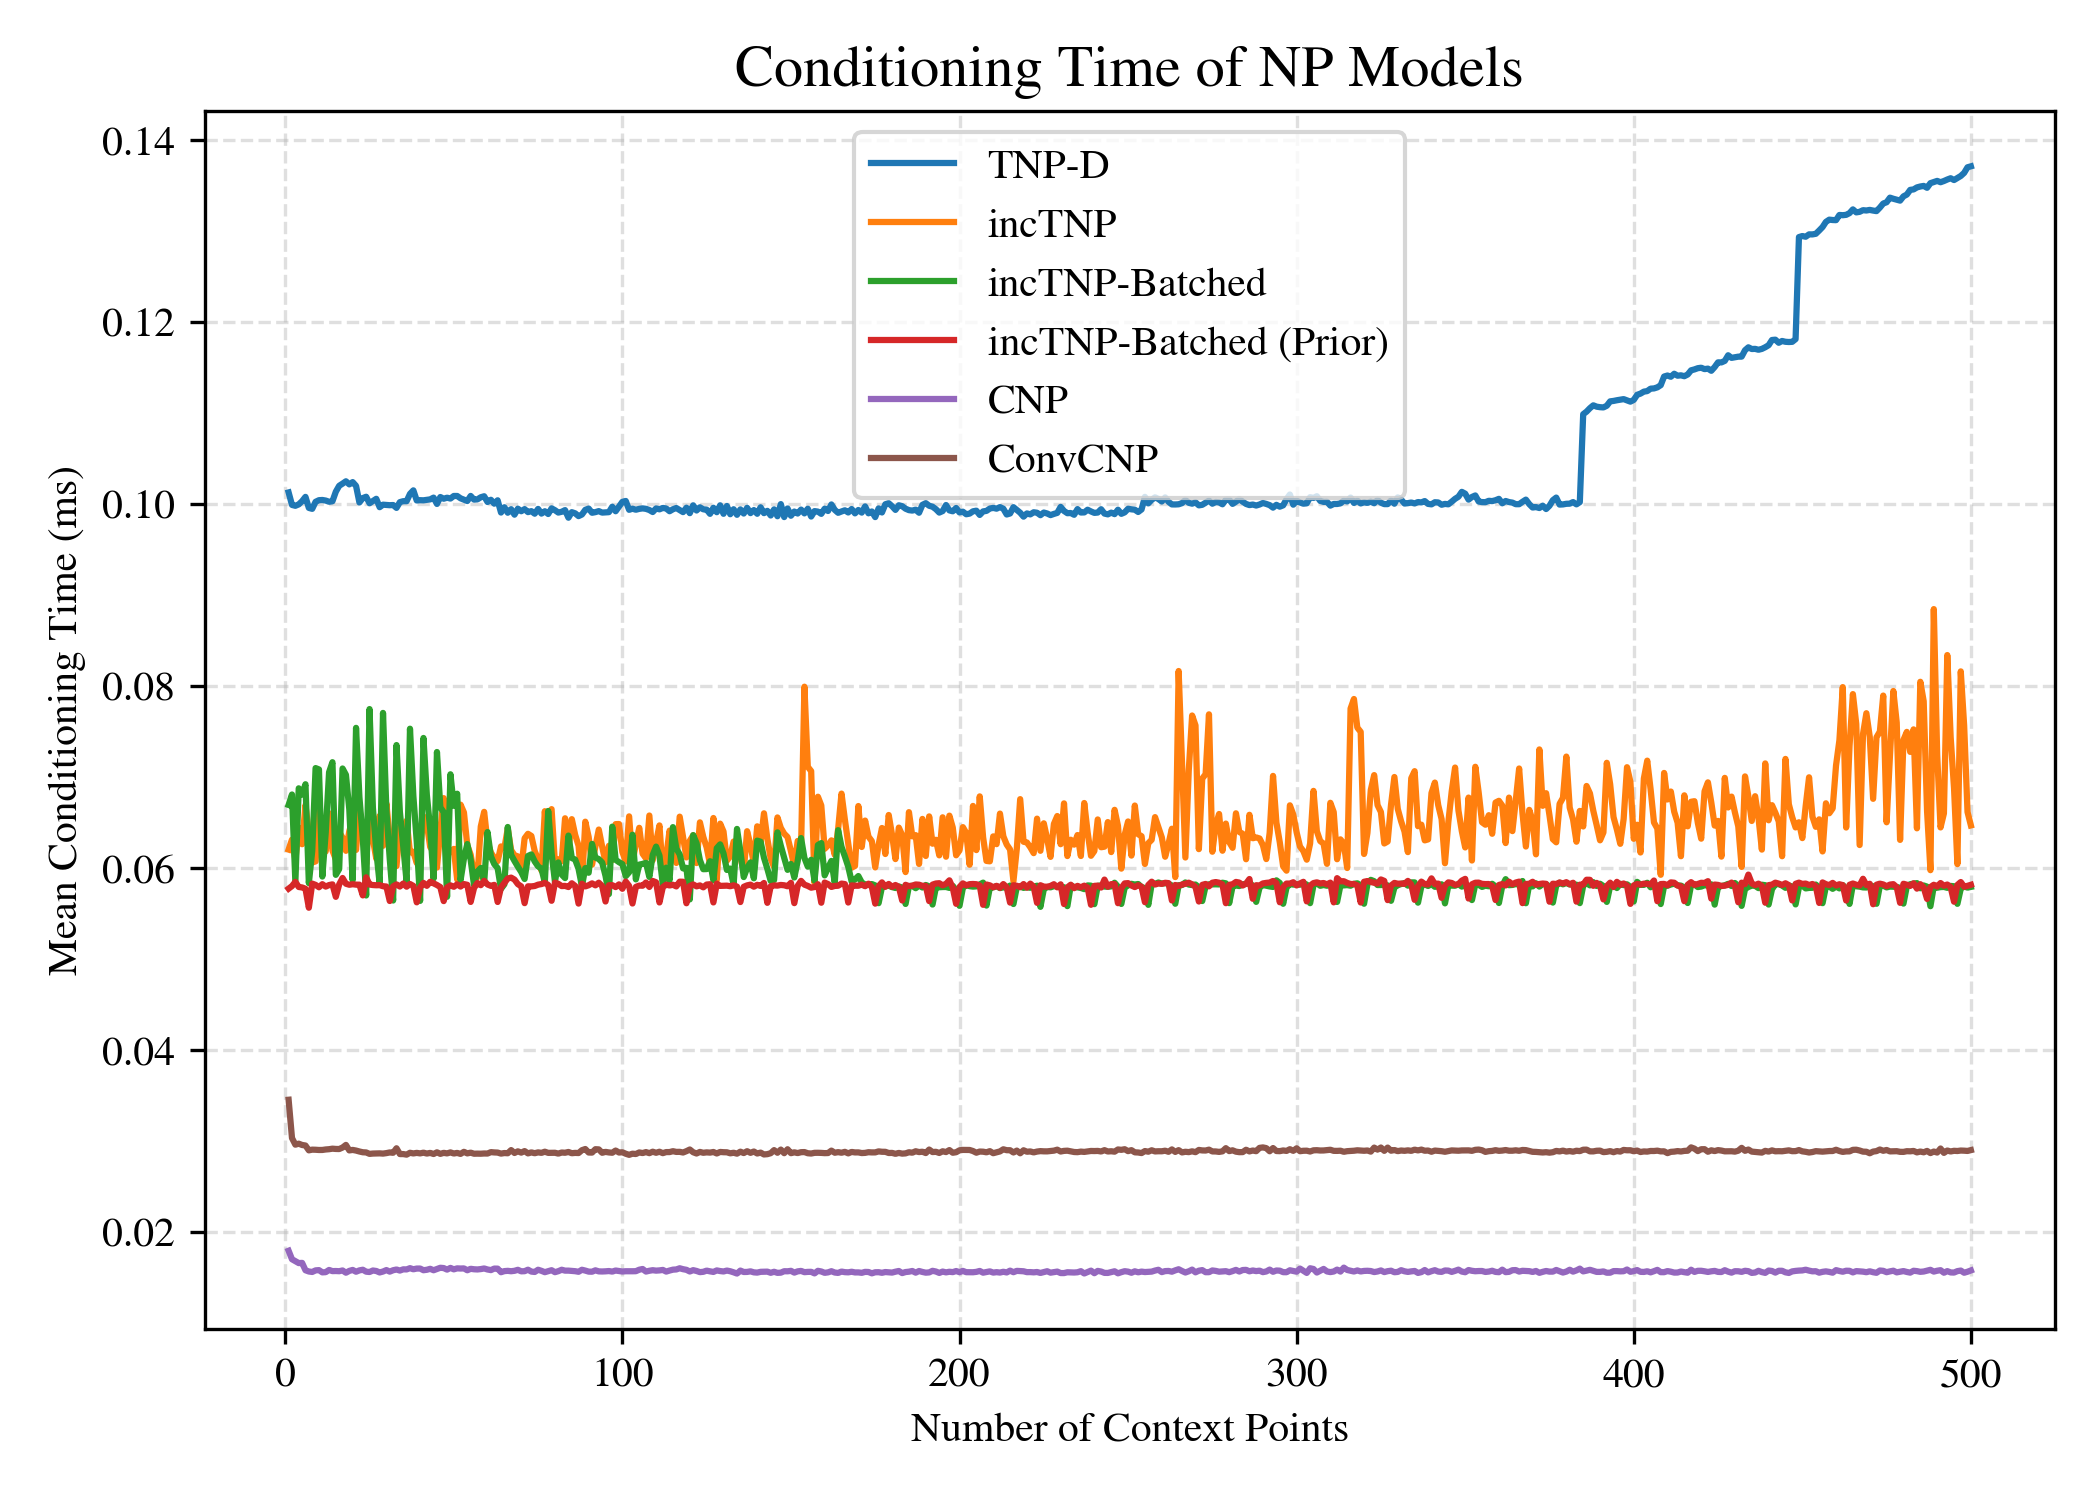 Conditioning Time of NP Models
Mean Conditioning Time (ms)
0.14
0.12
0.10
0.08
0.06
0.04
0.02
TNP-D
incTNP
incTNP-Batched
incTNP-Batched (Prior)
CNP
ConvCNP
0 100 200 300 400 500
Number of Context Points